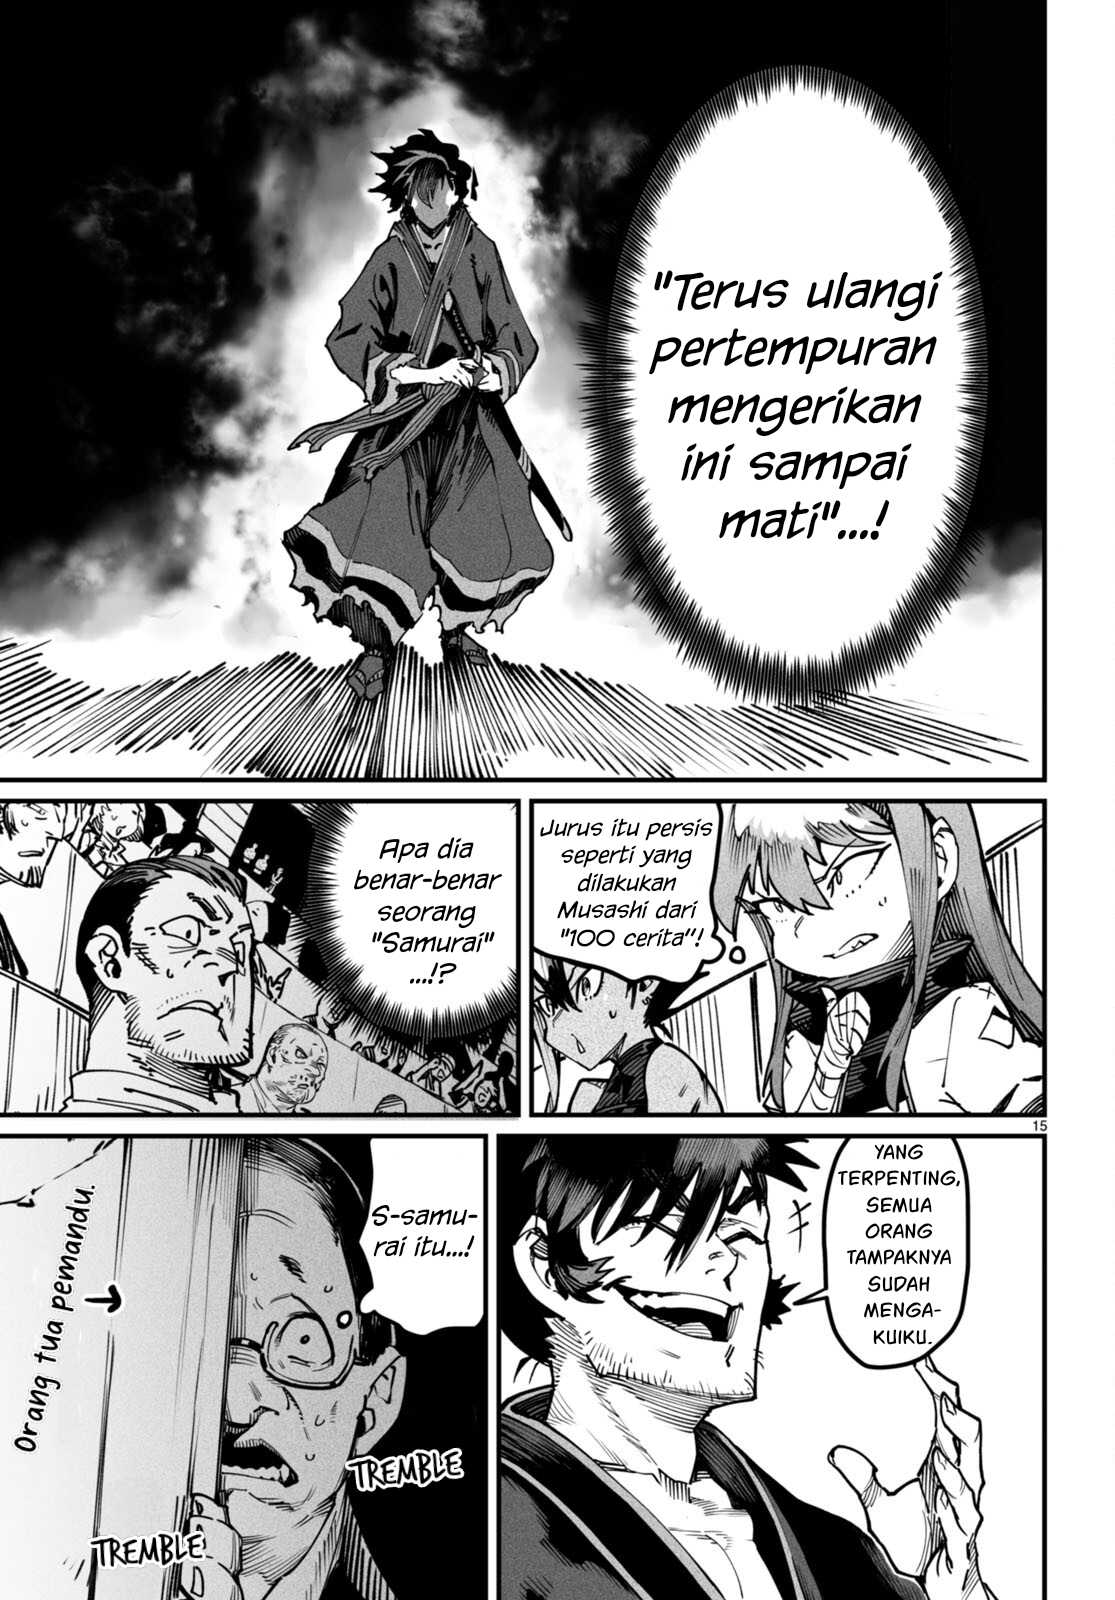 "Terus ulangi
pertempuran
mengerikan
ini sampai
mati"....!
Jurus itu persis
seperti yang
dilakukan
Musashi dari
"100 cerita"!
Apa dia
benar-benar
seorang
"Samurai"
....!?
15
YANG
TERPENTING,
SEMUA
ORANG
TAMPAKNYA
SUDAH
MENGA-
KUIKU.
S-samu-
rai itu...!
Orang tua pemandu.
TREMBLE
TREMBLE